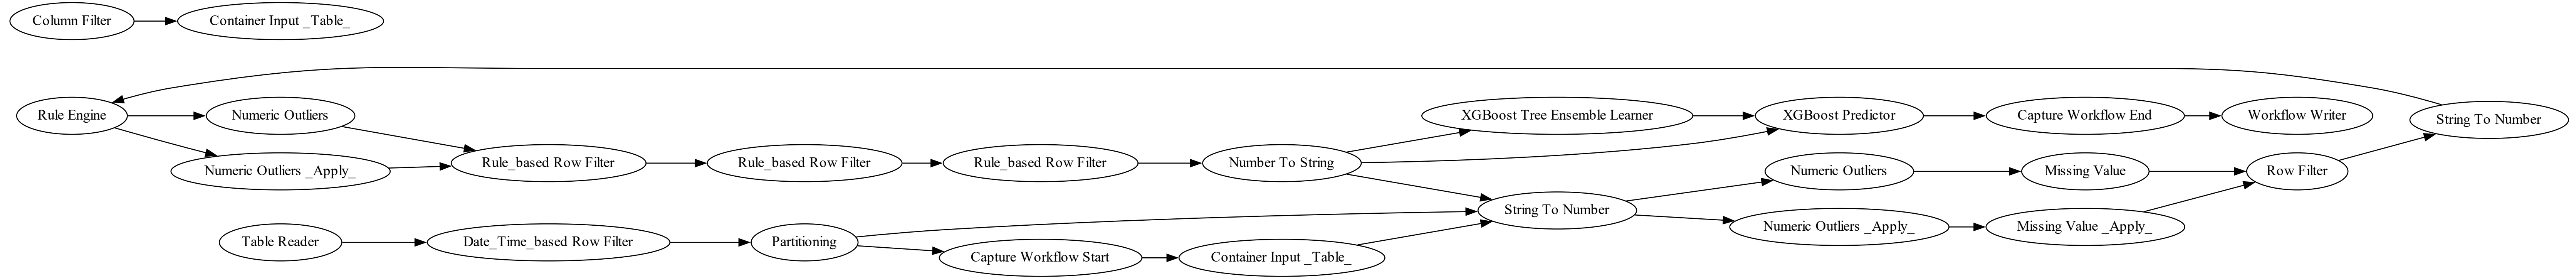 Column Filter
Container Input _Table_
Rule Engine
Numeric Outliers
XGBoost Tree Ensemble Learner
XGBoost Predictor
Capture Workflow End
Workflow Writer
String To Number
Numeric Outliers _Apply_
Rule_based Row Filter
Rule_based Row Filter
Rule_based Row Filter
Number To String
Numeric Outliers
Missing Value
Row Filter
String To Number
Table Reader
Date_Time_based Row Filter
Partitioning
Numeric Outliers _Apply_
Missing Value _Apply_
Capture Workflow Start
Container Input _Table_